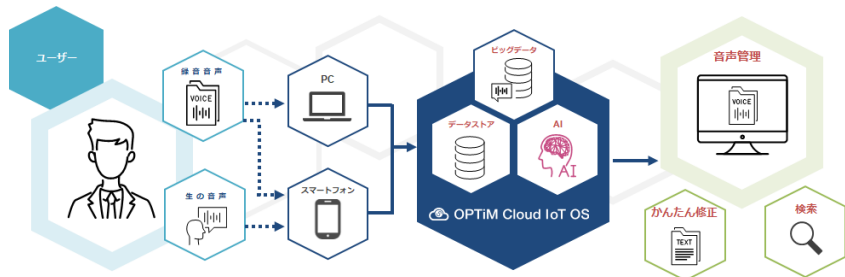 ユーザー
録音音声
VOICE
生の音声
PC
スマートフォン
ビッグデータ
データストア
AI
AI
OPTiM Cloud IoT OS
音声管理
VOICE
かんたん修正
TEXT
検索